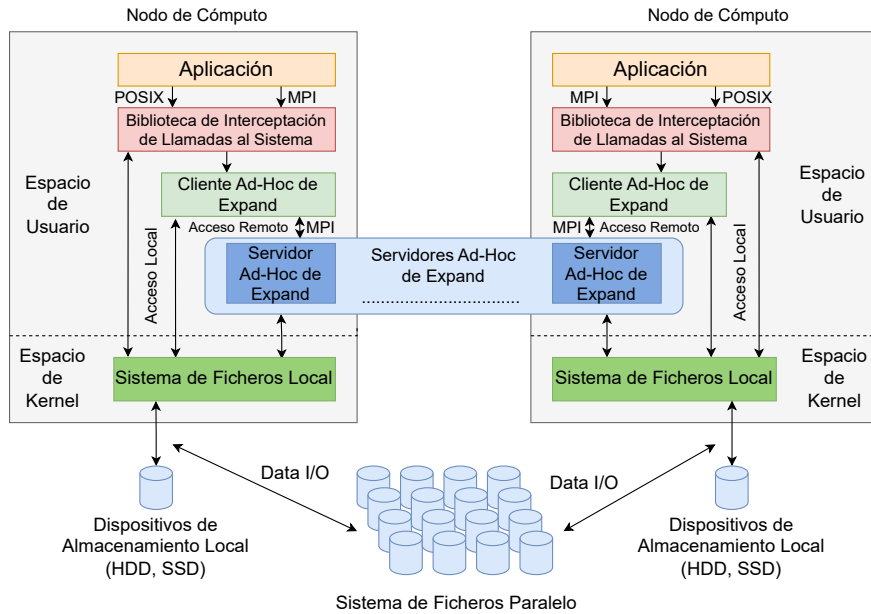 Nodo de Cómputo
Aplicación
POSIX
MPI
Biblioteca de Interceptación
de Llamadas al Sistema
Cliente Ad-Hoc de
Expand
Espacio
de
Usuario
Acceso Local
Acceso Remoto
MPI
Servidor
Ad-Hoc de
Expand
Espacio
de
Kernel
Sistema de Ficheros Local
Servidores Ad-Hoc
de Expand
........................................
Nodo de Cómputo
Aplicación
MPI
POSIX
Biblioteca de Interceptación
de Llamadas al Sistema
Cliente Ad-Hoc de
Expand
Espacio
de
Usuario
MPI
Acceso Remoto
Acceso Local
Servidor
Ad-Hoc de
Expand
Sistema de Ficheros Local
Espacio
de
Kernel
Data I/O
Data I/O
Dispositivos de
Almacenamiento Local
(HDD, SSD)
Dispositivos de
Almacenamiento Local
(HDD, SSD)
Sistema de Ficheros Paralelo